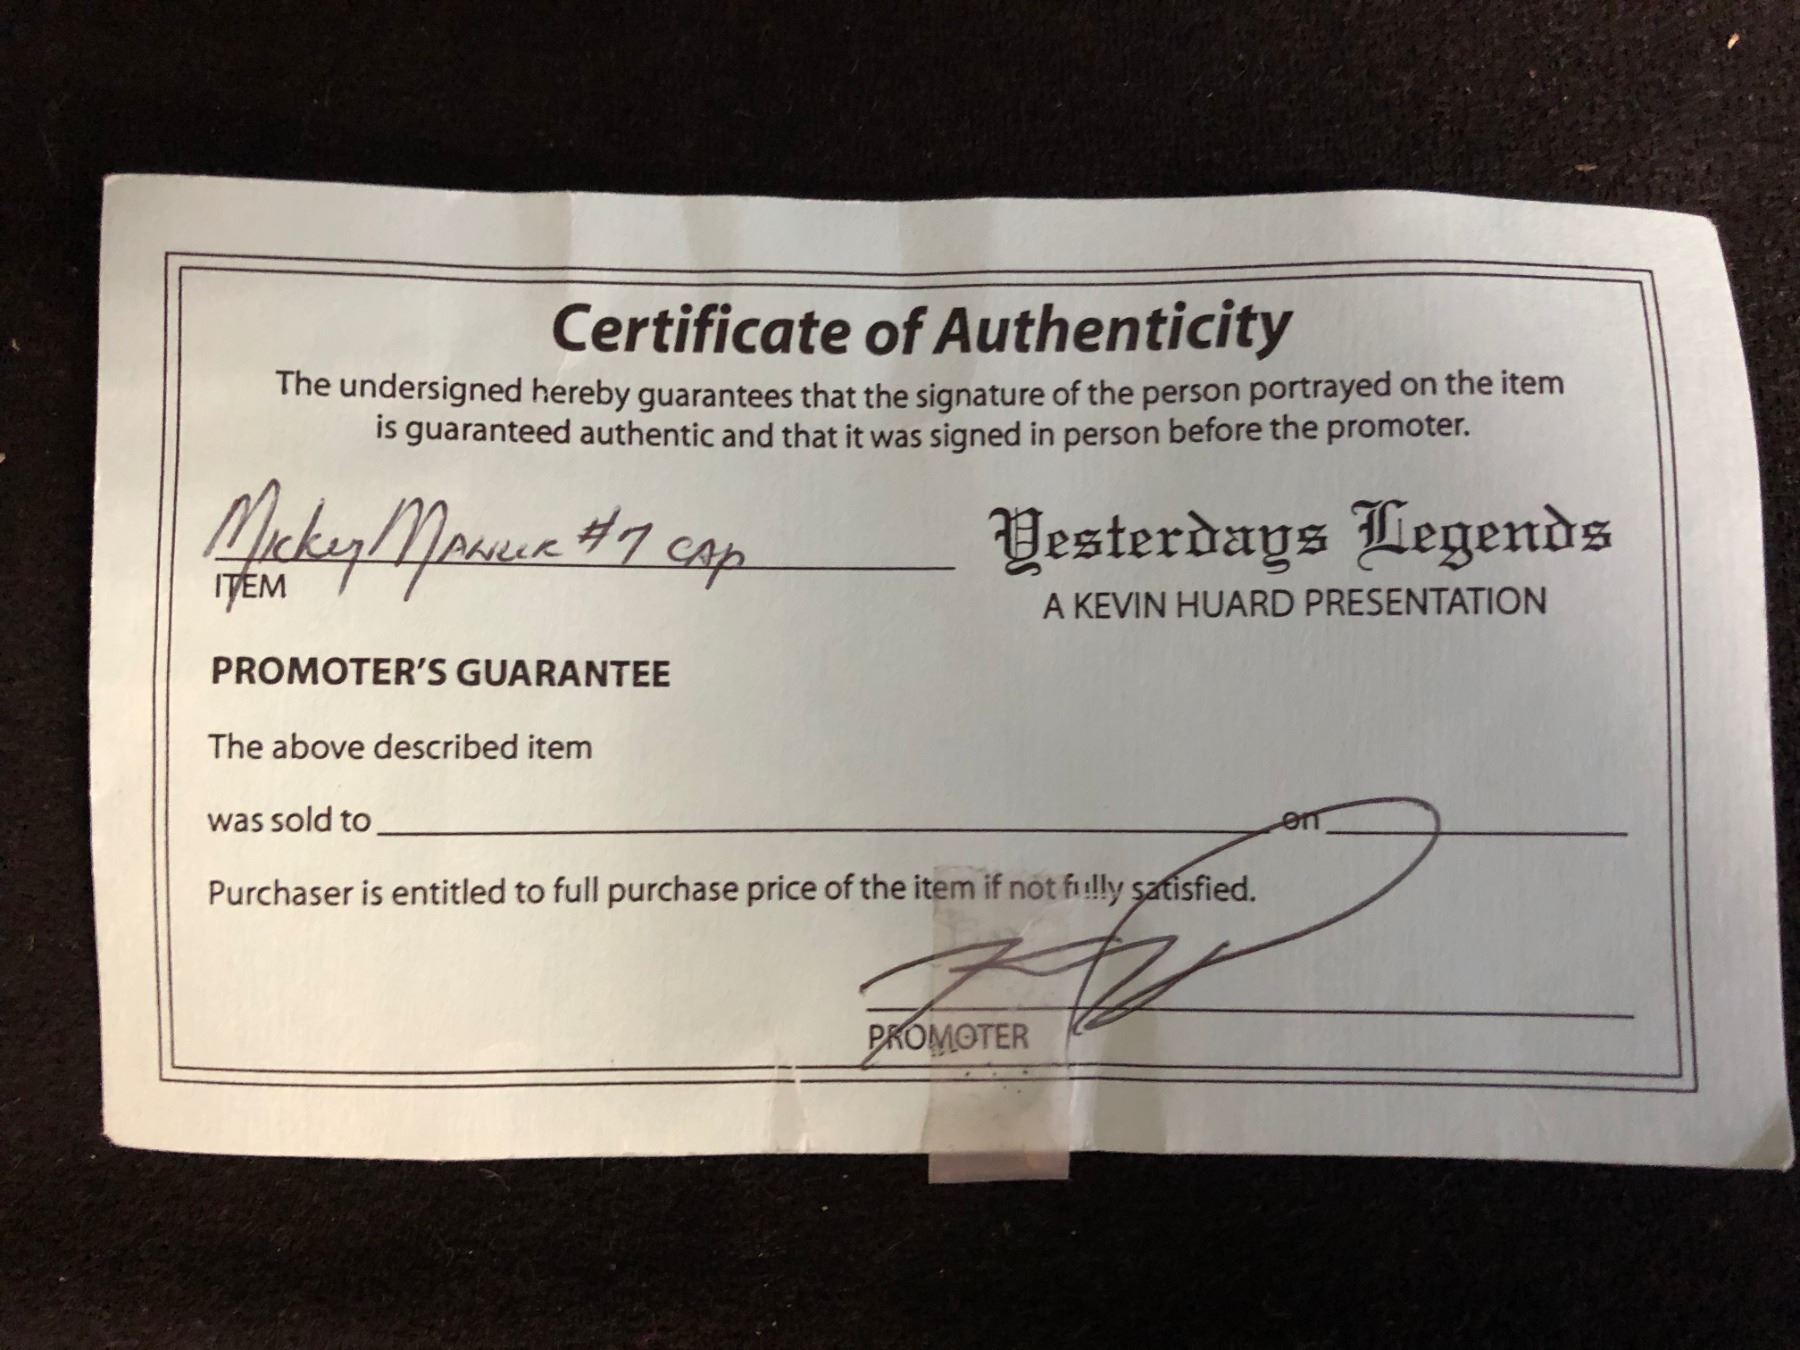 Certificate of Authenticity
The undersigned hereby guarantees that the signature of the person portrayed on the item
is guaranteed authentic and that it was signed in person before the promoter.
Mickey Mantle #7 CAP
ITEM
Yesterdays Legends
A KEVIN HUARD PRESENTATION
PROMOTER'S GUARANTEE
The above described item
was sold to on
Purchaser is entitled to full purchase price of the item if not fully satisfied.
PROMOTER